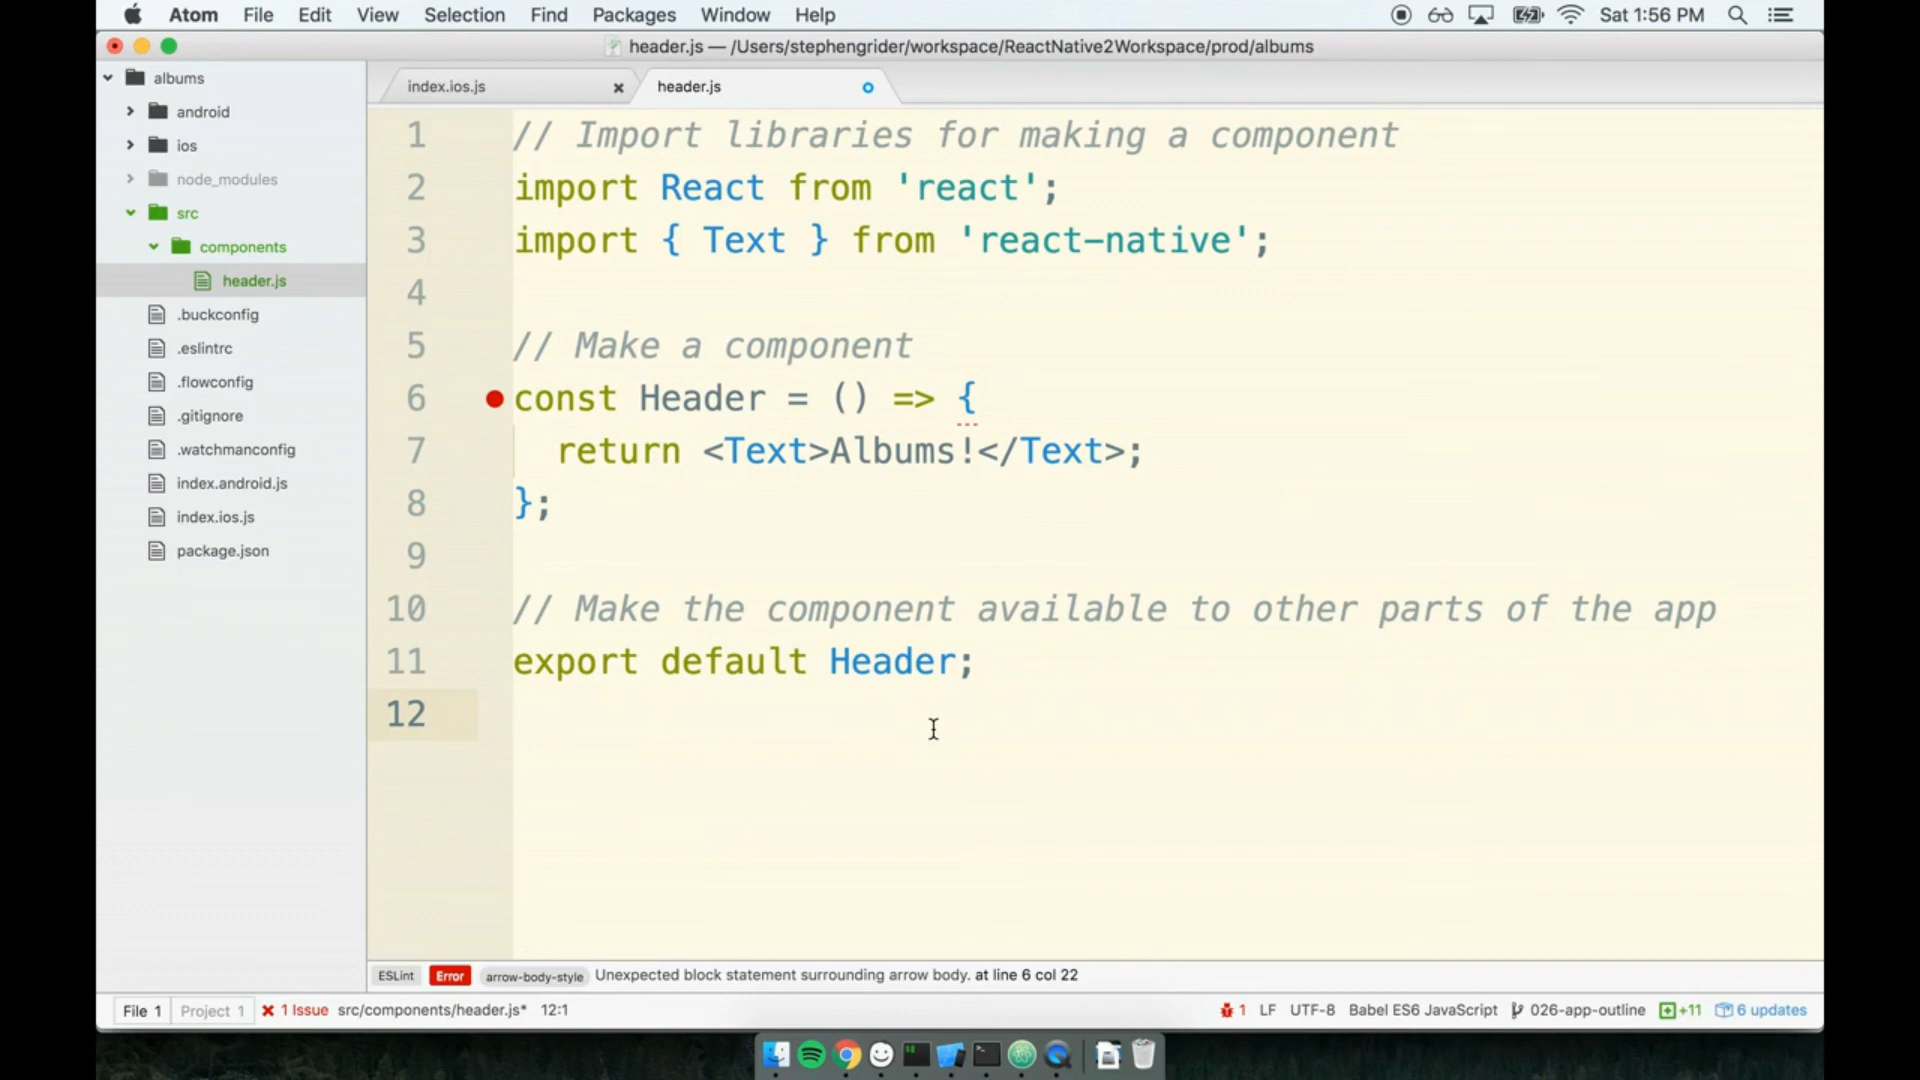 Atom File Edit View Selection Find Packages Window Help Sat 1:56 PM
header.js — /Users/stephengrider/workspace/ReactNative2Workspace/prod/albums
albums
android
ios
node_modules
src
components
header.js
.buckconfig
.eslintrc
.flowconfig
.gitignore
.watchmanconfig
index.android.js
index.ios.js
package.json
index.ios.js header.js
1 // Import libraries for making a component
2 import React from 'react';
3 import { Text } from 'react-native';
4
5 // Make a component
6 const Header = () => {
7 return <Text>Albums!</Text>;
8 };
9
10 // Make the component available to other parts of the app
11 export default Header;
12
ESLint Error arrow-body-style Unexpected block statement surrounding arrow body. at line 6 col 22
File 1 Project 1 1 Issue src/components/header.js* 12:1 1 LF UTF-8 Babel ES6 JavaScript 026-app-outline +11 6 updates